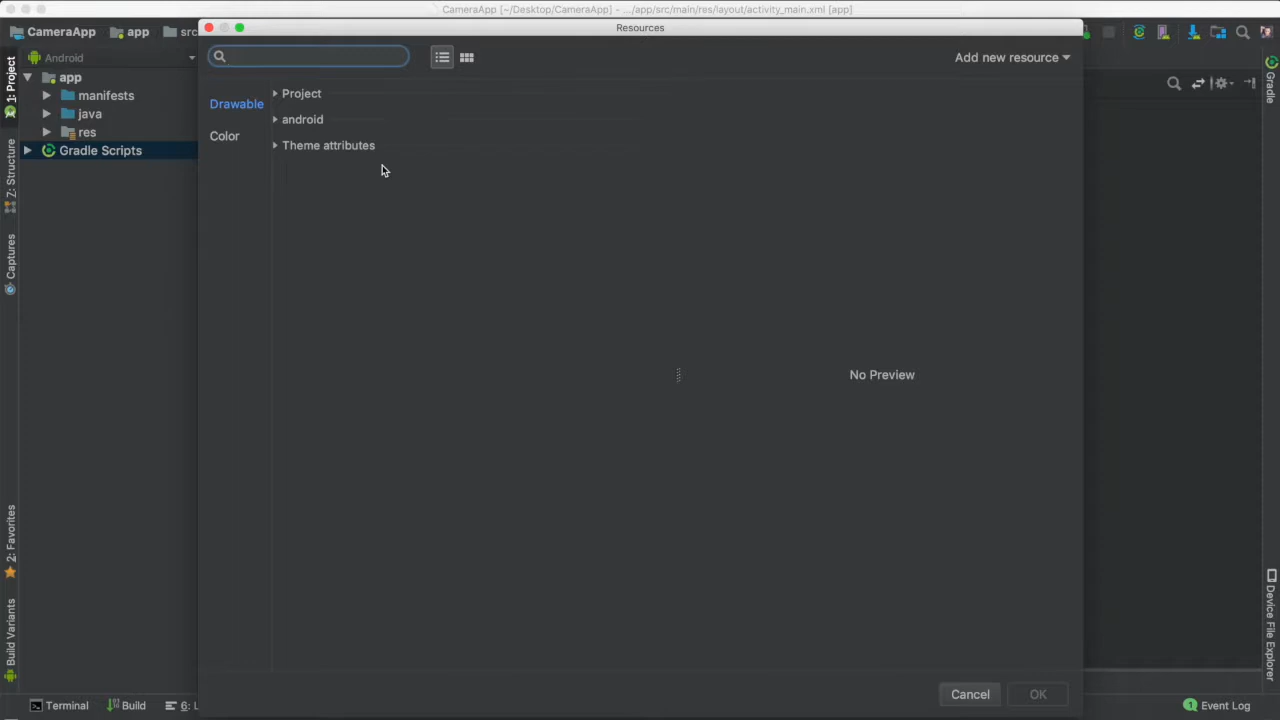 CameraApp [~/Desktop/CameraApp] - .../app/src/main/res/layout/activity_main.xml [app]
CameraApp
app
Resources
Add new resource
1: Project
Android
app
manifests
java
res
Gradle Scripts
Drawable
Color
Project
android
Theme attributes
No Preview
Z: Structure
Captures
2: Favorites
Build Variants
Gradle
Device File Explorer
Cancel
OK
Terminal
Build
6: L
1
Event Log